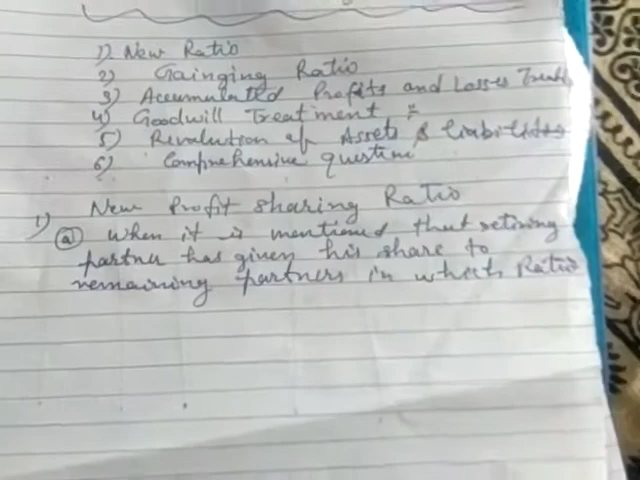 1) New Ratio
2) Gainging Ratio
3) Accumulated Profits and Losses
4) Goodwill Treatment :-
5) Revaluation of Assets & liabilities
6) Comprehensive question
1) New Profit sharing Ratio
(a) When it is mentioned that retiring
partner has given his share to
remaining partners in which Ratio